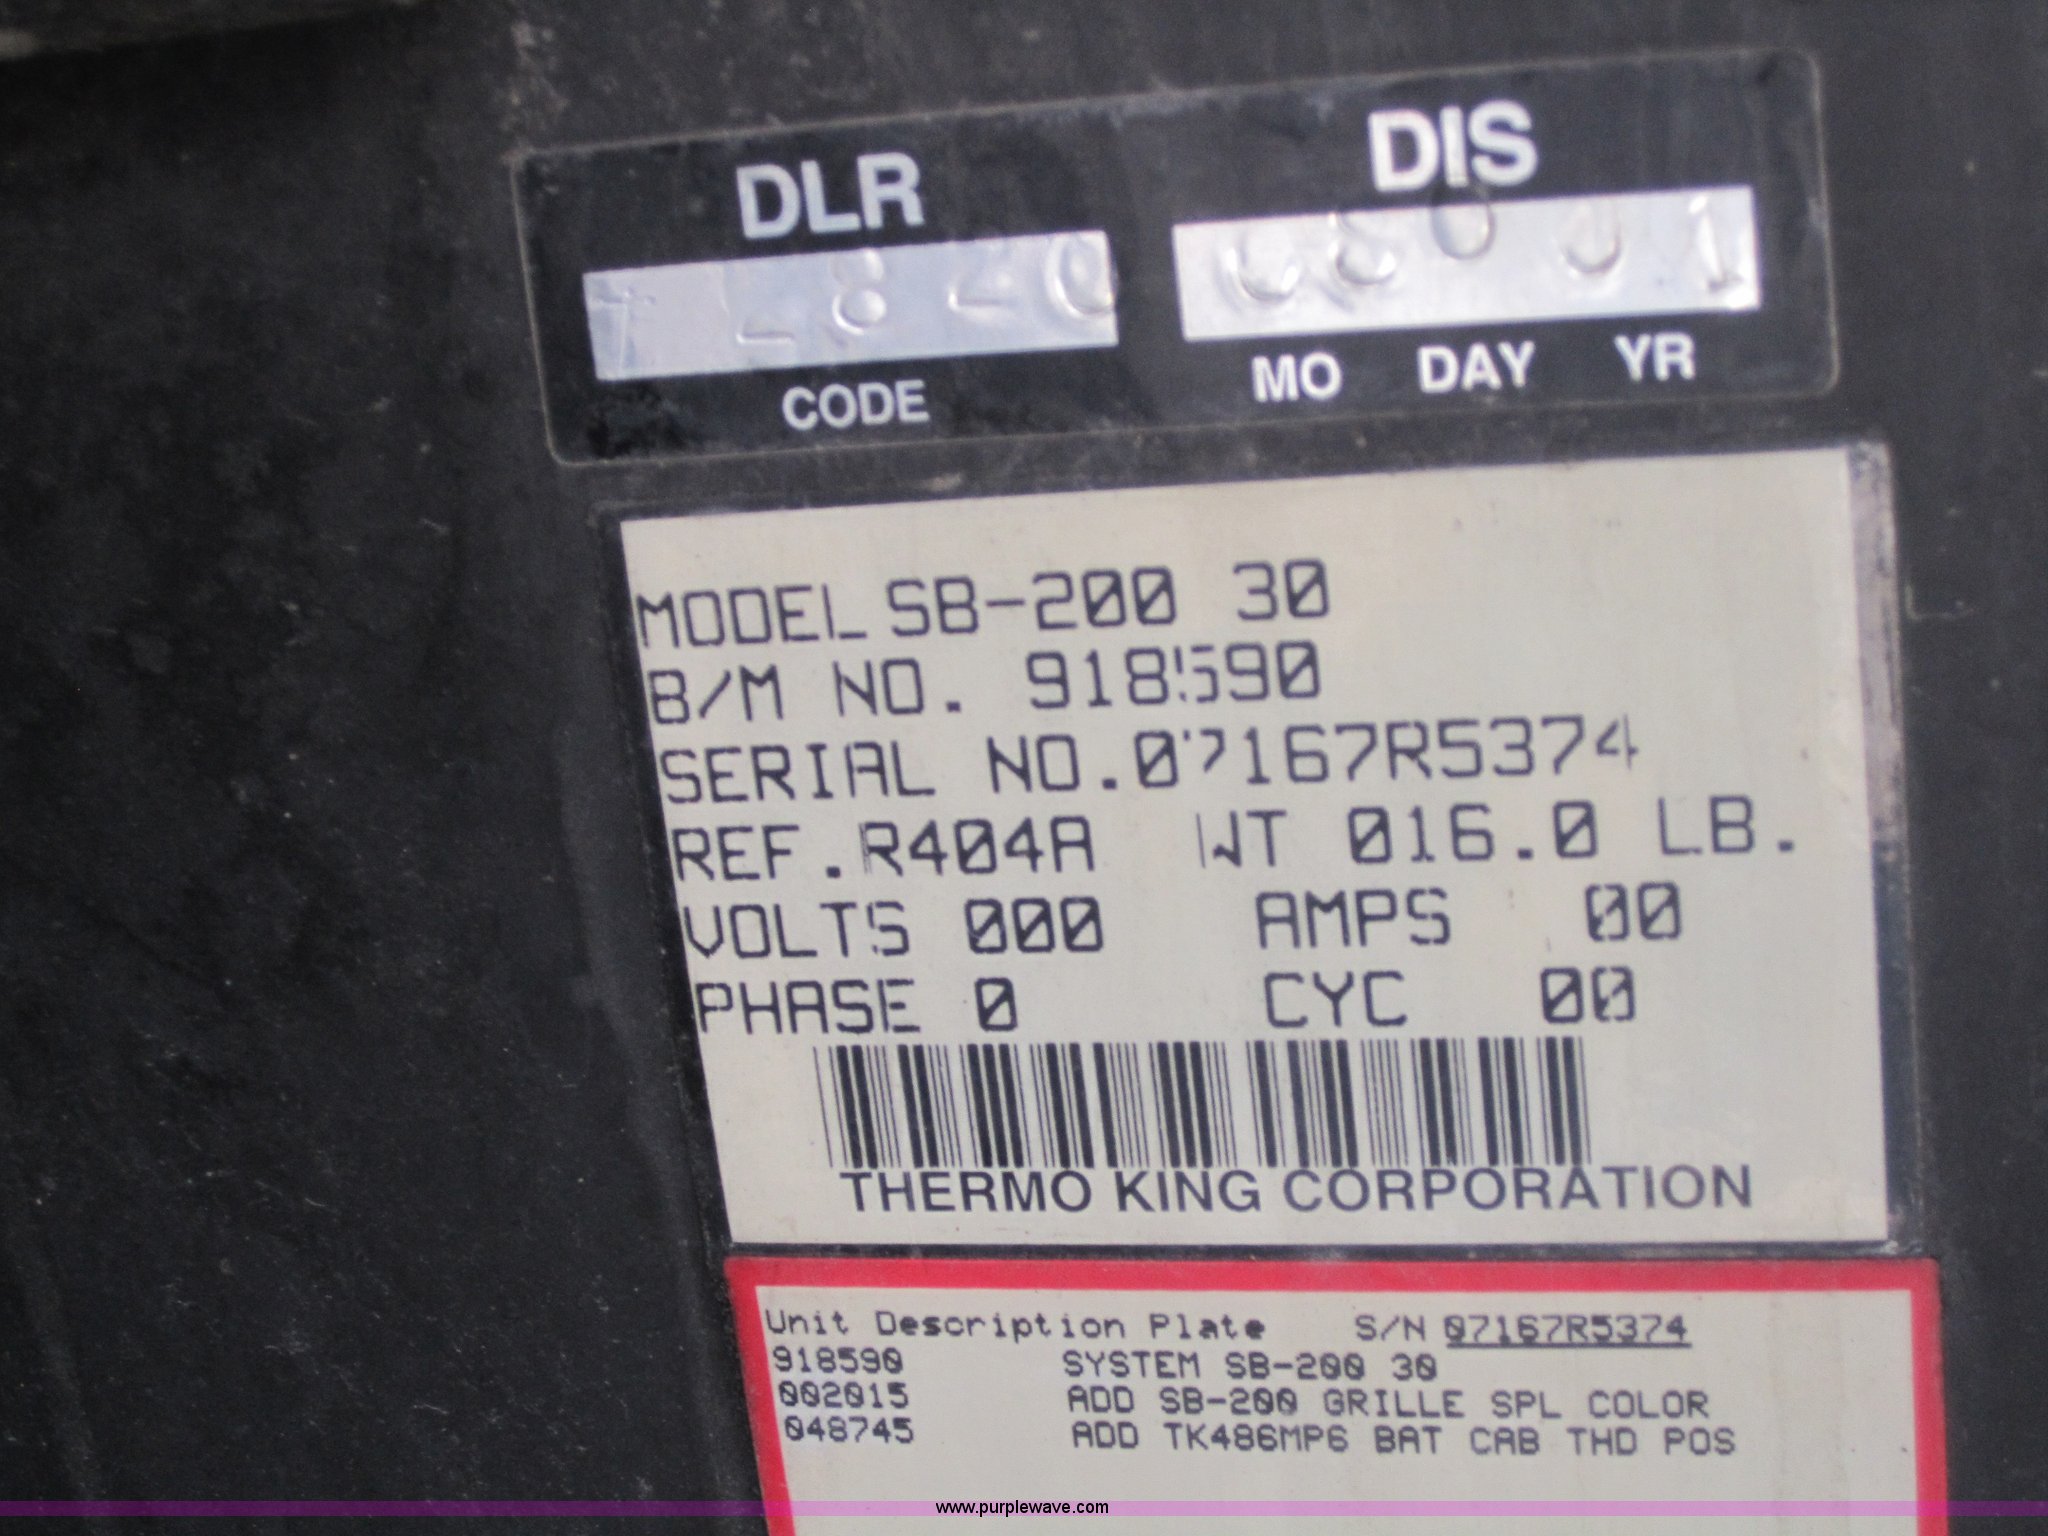 DLR
DIS
CODE
MO DAY YR
MODEL SB-200 30
B/M NO. 918590
SERIAL NO.07167R5374
REF.R404A WT 016.0 LB.
VOLTS 000 AMPS 00
PHASE 0 CYC 00
THERMO KING CORPORATION
Unit Description Plate S/N 07167R5374
918590 SYSTEM SB-200 30
002015 ADD SB-200 GRILLE SPL COLOR
048745 ADD TK486MP6 BAT CAB THD POS
www.purplewave.com